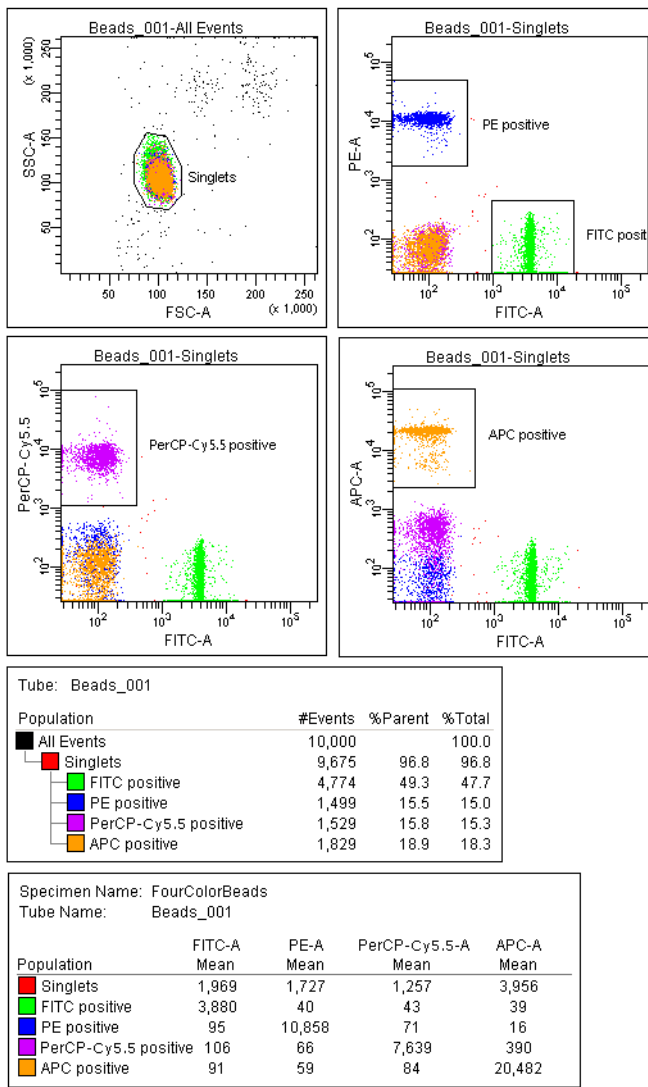 Beads_001-All Events
(x 1,000)
SSC-A
50 100 150 200 250
Singlets
50 100 150 200 250
FSC-A
(x 1,000)
Beads_001-Singlets
PE-A
10^2 10^3 10^4 10^5
PE positive
FITC posit
10^2 10^3 10^4 10^5
FITC-A
Beads_001-Singlets
PerCP-Cy5.5
10^2 10^3 10^4 10^5
PerCP-Cy5.5 positive
10^2 10^3 10^4 10^5
FITC-A
Beads_001-Singlets
APC-A
10^2 10^3 10^4 10^5
APC positive
10^2 10^3 10^4 10^5
FITC-A
Tube: Beads_001
Population #Events %Parent %Total
All Events 10,000 100.0
Singlets 9,675 96.8 96.8
FITC positive 4,774 49.3 47.7
PE positive 1,499 15.5 15.0
PerCP-Cy5.5 positive 1,529 15.8 15.3
APC positive 1,829 18.9 18.3
Specimen Name: FourColorBeads
Tube Name: Beads_001
FITC-A PE-A PerCP-Cy5.5-A APC-A
Population Mean Mean Mean Mean
Singlets 1,969 1,727 1,257 3,956
FITC positive 3,880 40 43 39
PE positive 95 10,858 71 16
PerCP-Cy5.5 positive 106 66 7,639 390
APC positive 91 59 84 20,482